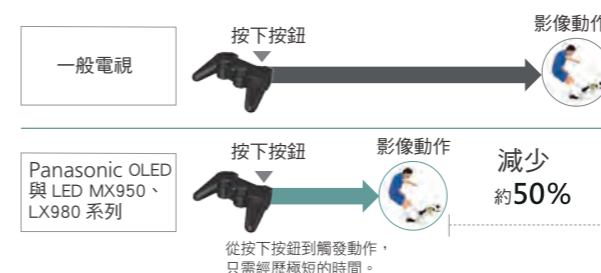 影像動作
按下按鈕
一般電視
按下按鈕
影像動作
減少
約50%
Panasonic OLED
與 LED MX950、
LX980 系列
從按下按鈕到觸發動作，
只需經歷極短的時間。